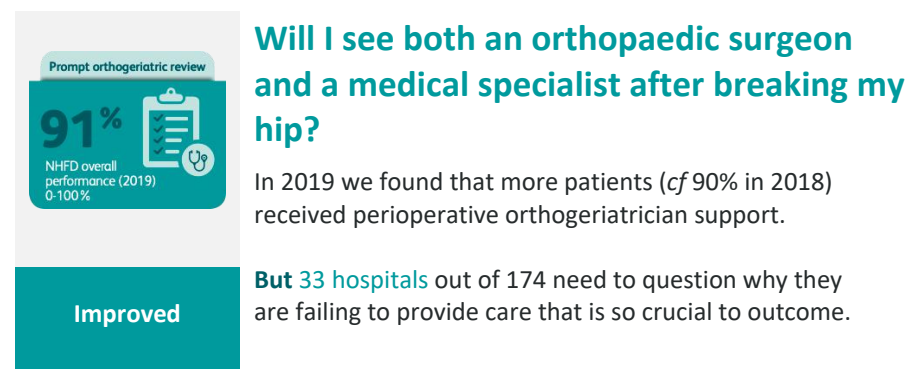 Prompt orthogeriatric review
91%
NHFD overall
performance (2019)
0-100%
Improved
Will I see both an orthopaedic surgeon
and a medical specialist after breaking my
hip?
In 2019 we found that more patients (cf 90% in 2018)
received perioperative orthogeriatrician support.
But 33 hospitals out of 174 need to question why they
are failing to provide care that is so crucial to outcome.